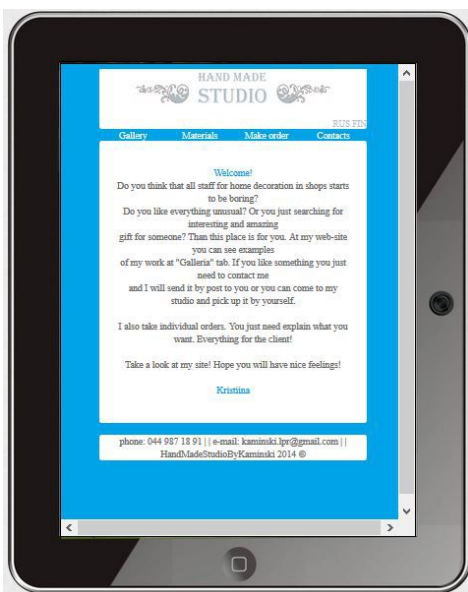 HAND MADE
STUDIO
RUS FIN
Gallery Materials Make order Contacts
Welcome!
Do you think that all staff for home decoration in shops starts
to be boring?
Do you like everything unusual? Or you just searching for
interesting and amazing
gift for someone? Than this place is for you. At my web-site
you can see examples
of my work at "Galleria" tab. If you like something you just
need to contact me
and I will send it by post to you or you can come to my
studio and pick up it by yourself.
I also take individual orders. You just need explain what you
want. Everything for the client!
Take a look at my site! Hope you will have nice feelings!
Kristiina
phone: 044 987 18 91 | | e-mail: kaminski.lpr@gmail.com | |
HandMadeStudioByKaminski 2014 ®